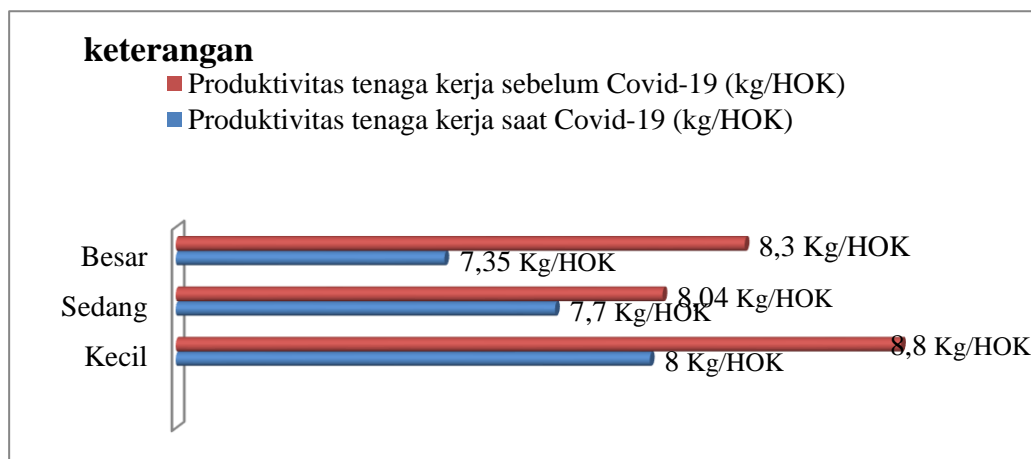 keterangan
Produktivitas tenaga kerja sebelum Covid-19 (kg/HOK)
Produktivitas tenaga kerja saat Covid-19 (kg/HOK)
Besar
8,3 Kg/HOK
7,35 Kg/HOK
Sedang
8,04 Kg/HOK
7,7 Kg/HOK
Kecil
8,8 Kg/HOK
8 Kg/HOK